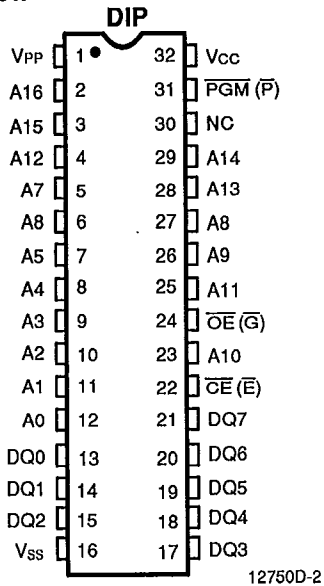 DIP
VPP 1 32 VCC
A16 2 31 PGM (P)
A15 3 30 NC
A12 4 29 A14
A7 5 28 A13
A8 6 27 A8
A5 7 26 A9
A4 8 25 A11
A3 9 24 OE (G)
A2 10 23 A10
A1 11 22 CE (E)
A0 12 21 DQ7
DQ0 13 20 DQ6
DQ1 14 19 DQ5
DQ2 15 18 DQ4
VSS 16 17 DQ3
12750D-2